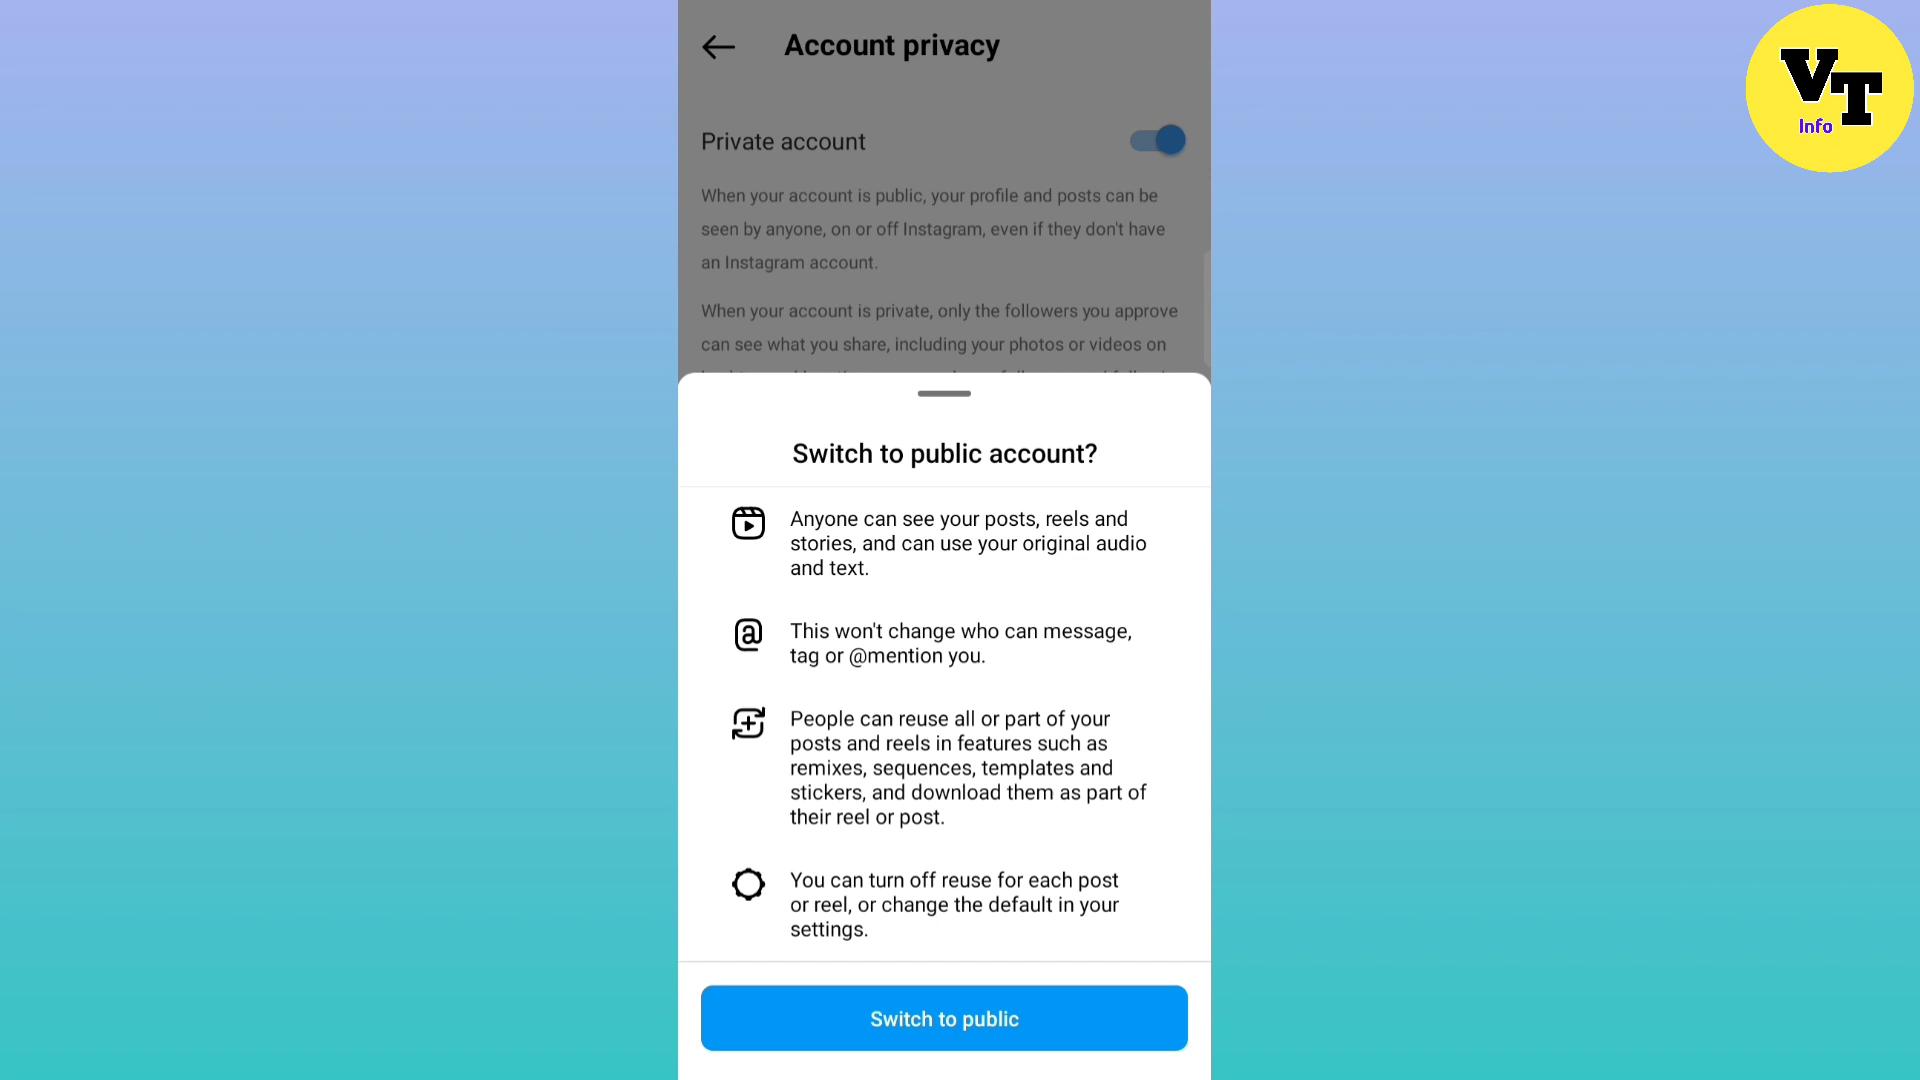 Account privacy
VT
Info
Private account
When your account is public, your profile and posts can be
seen by anyone, on or off Instagram, even if they don't have
an Instagram account.
When your account is private, only the followers you approve
can see what you share, including your photos or videos on
Switch to public account?
Anyone can see your posts, reels and
stories, and can use your original audio
and text.
This won't change who can message,
tag or @mention you.
People can reuse all or part of your
posts and reels in features such as
remixes, sequences, templates and
stickers, and download them as part of
their reel or post.
You can turn off reuse for each post
or reel, or change the default in your
settings.
Switch to public